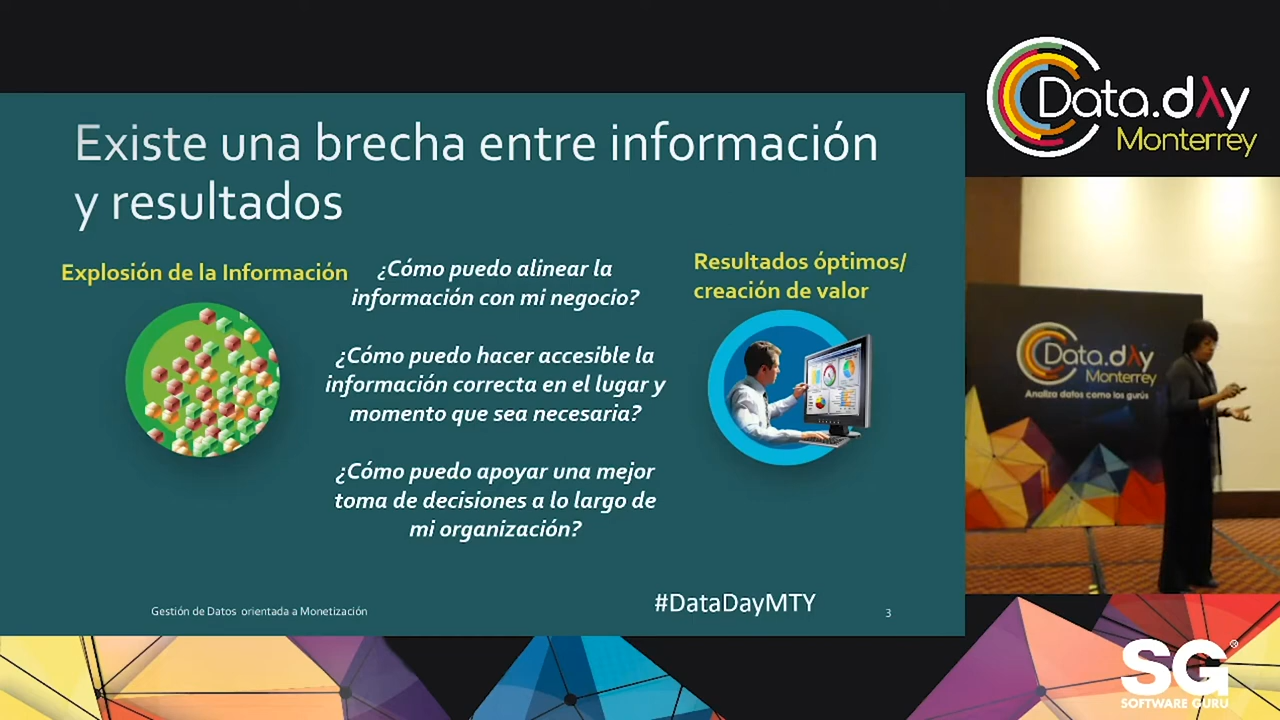 Existe una brecha entre información
y resultados
Explosión de la Información
¿Cómo puedo alinear la
información con mi negocio?
¿Cómo puedo hacer accesible la
información correcta en el lugar y
momento que sea necesaria?
¿Cómo puedo apoyar una mejor
toma de decisiones a lo largo de
mi organización?
Resultados óptimos/
creación de valor
Gestión de Datos orientada a Monetización
#DataDayMTY
3
Data.dλy
Monterrey
Data.dλy
Monterrey
Analiza datos como los gurús
SG®
SOFTWARE GURU